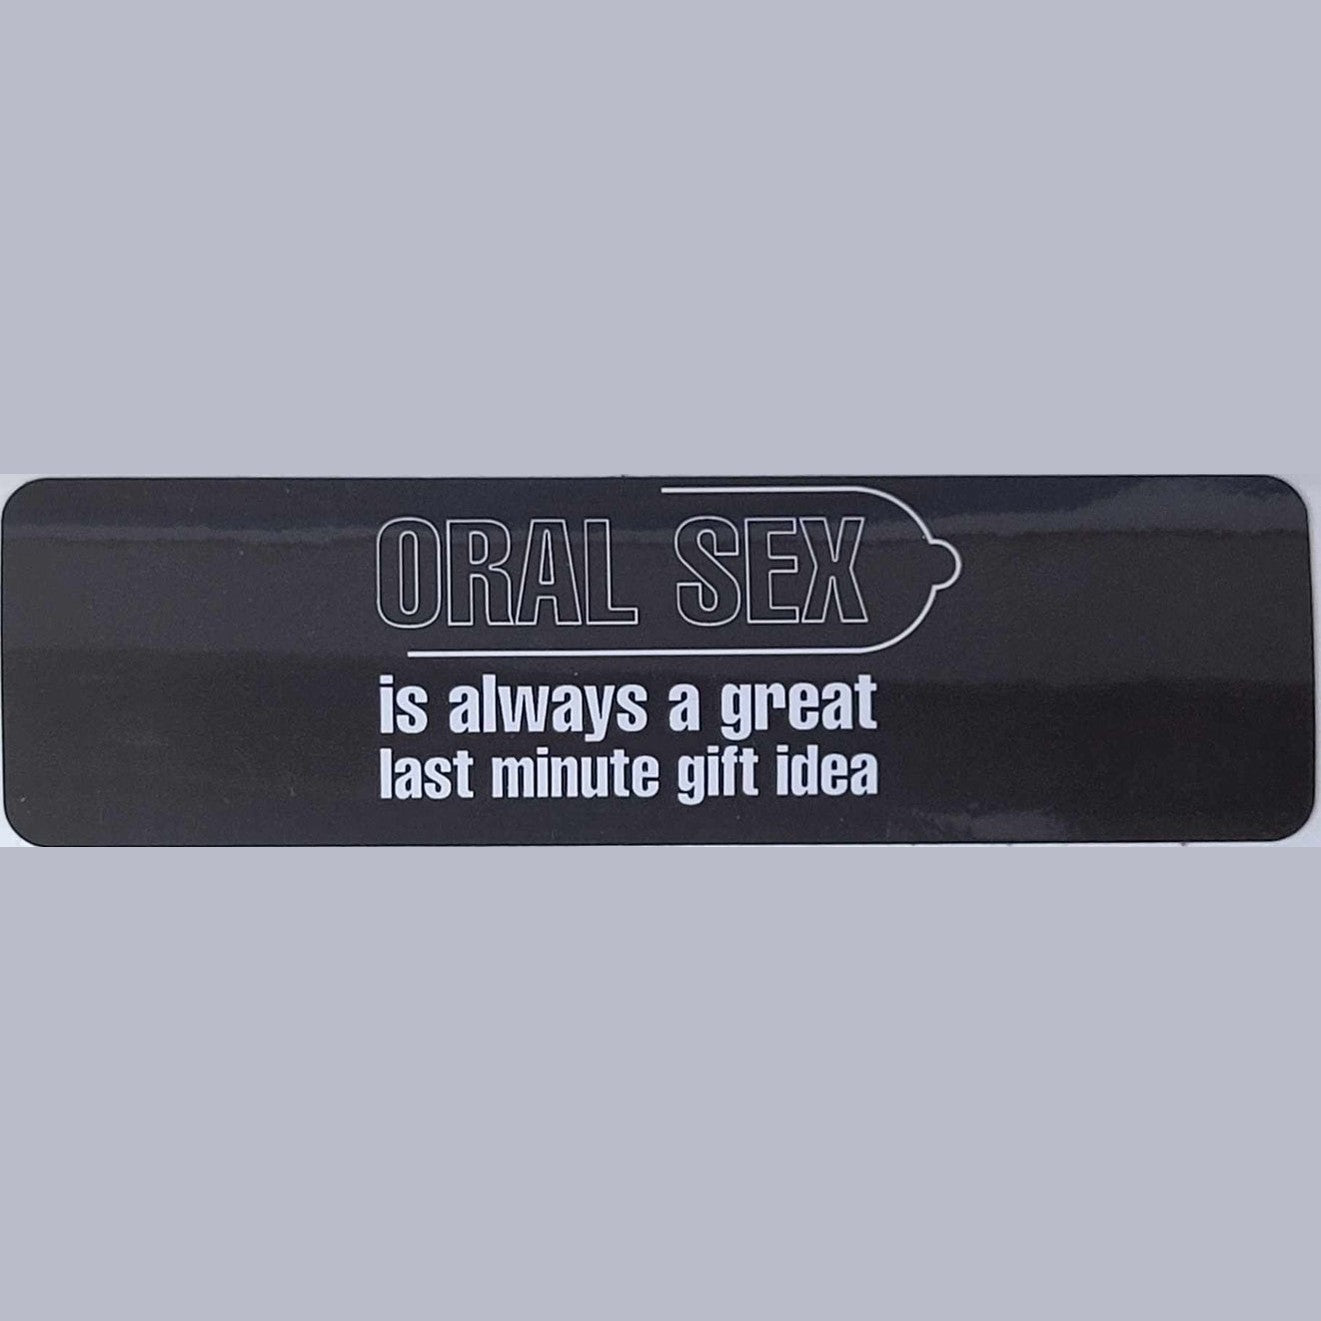 ORAL SEX
is always a great
last minute gift idea